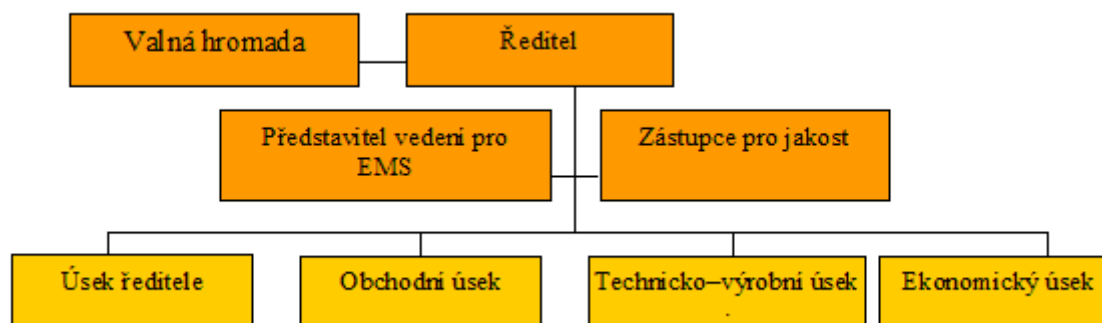 Valná hromada
Ředitel
Představitel vedení pro
EMS
Zástupce pro jakost
Úsek ředitele
Obchodní úsek
Technicko–výrobní úsek
.
Ekonomický úsek